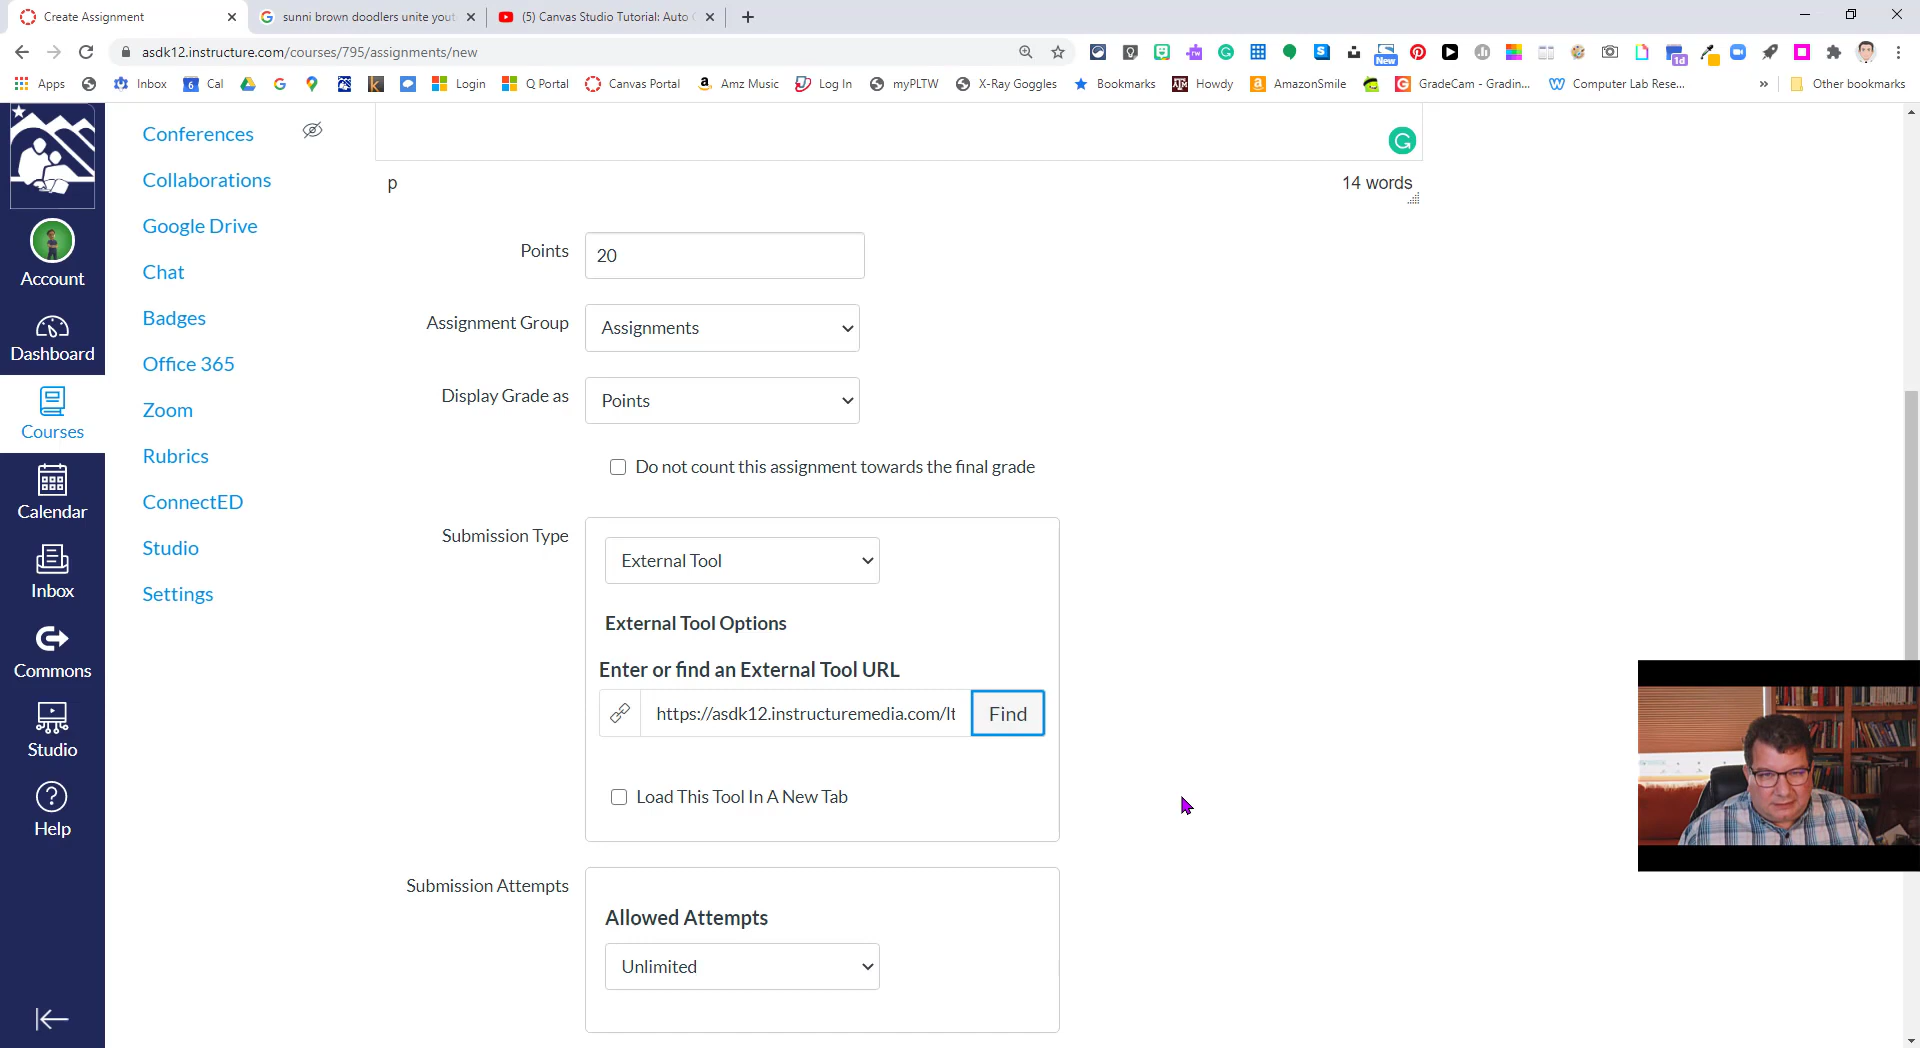 Create Assignment
sunni brown doodlers unite yout
(5) Canvas Studio Tutorial: Auto
asdk12.instructure.com/courses/795/assignments/new
New
1d
Apps
Inbox
6 Cal
Login
Q Portal
Canvas Portal
Amz Music
Log In
myPLTW
X-Ray Goggles
Bookmarks
Howdy
AmazonSmile
GradeCam - Gradin...
Computer Lab Rese...
»
Other bookmarks
Account
Dashboard
Courses
Calendar
Inbox
Commons
Studio
Help
Conferences
Collaborations
Google Drive
Chat
Badges
Office 365
Zoom
Rubrics
ConnectED
Studio
Settings
p
14 words
Points
20
Assignment Group
Assignments
Display Grade as
Points
Do not count this assignment towards the final grade
Submission Type
External Tool
External Tool Options
Enter or find an External Tool URL
https://asdk12.instructuremedia.com/lt
Find
Load This Tool In A New Tab
Submission Attempts
Allowed Attempts
Unlimited